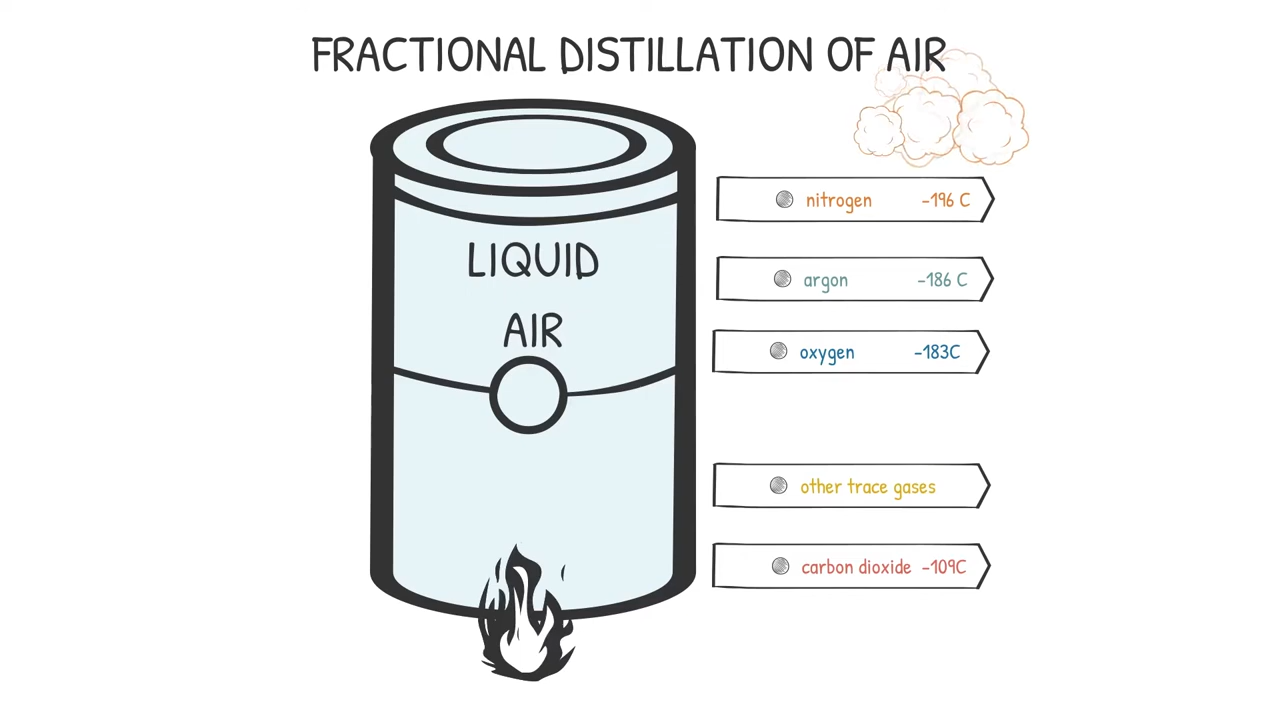 FRACTIONAL DISTILLATION OF AIR
LIQUID
AIR
nitrogen -196 C
argon -186 C
oxygen -183C
other trace gases
carbon dioxide -109C